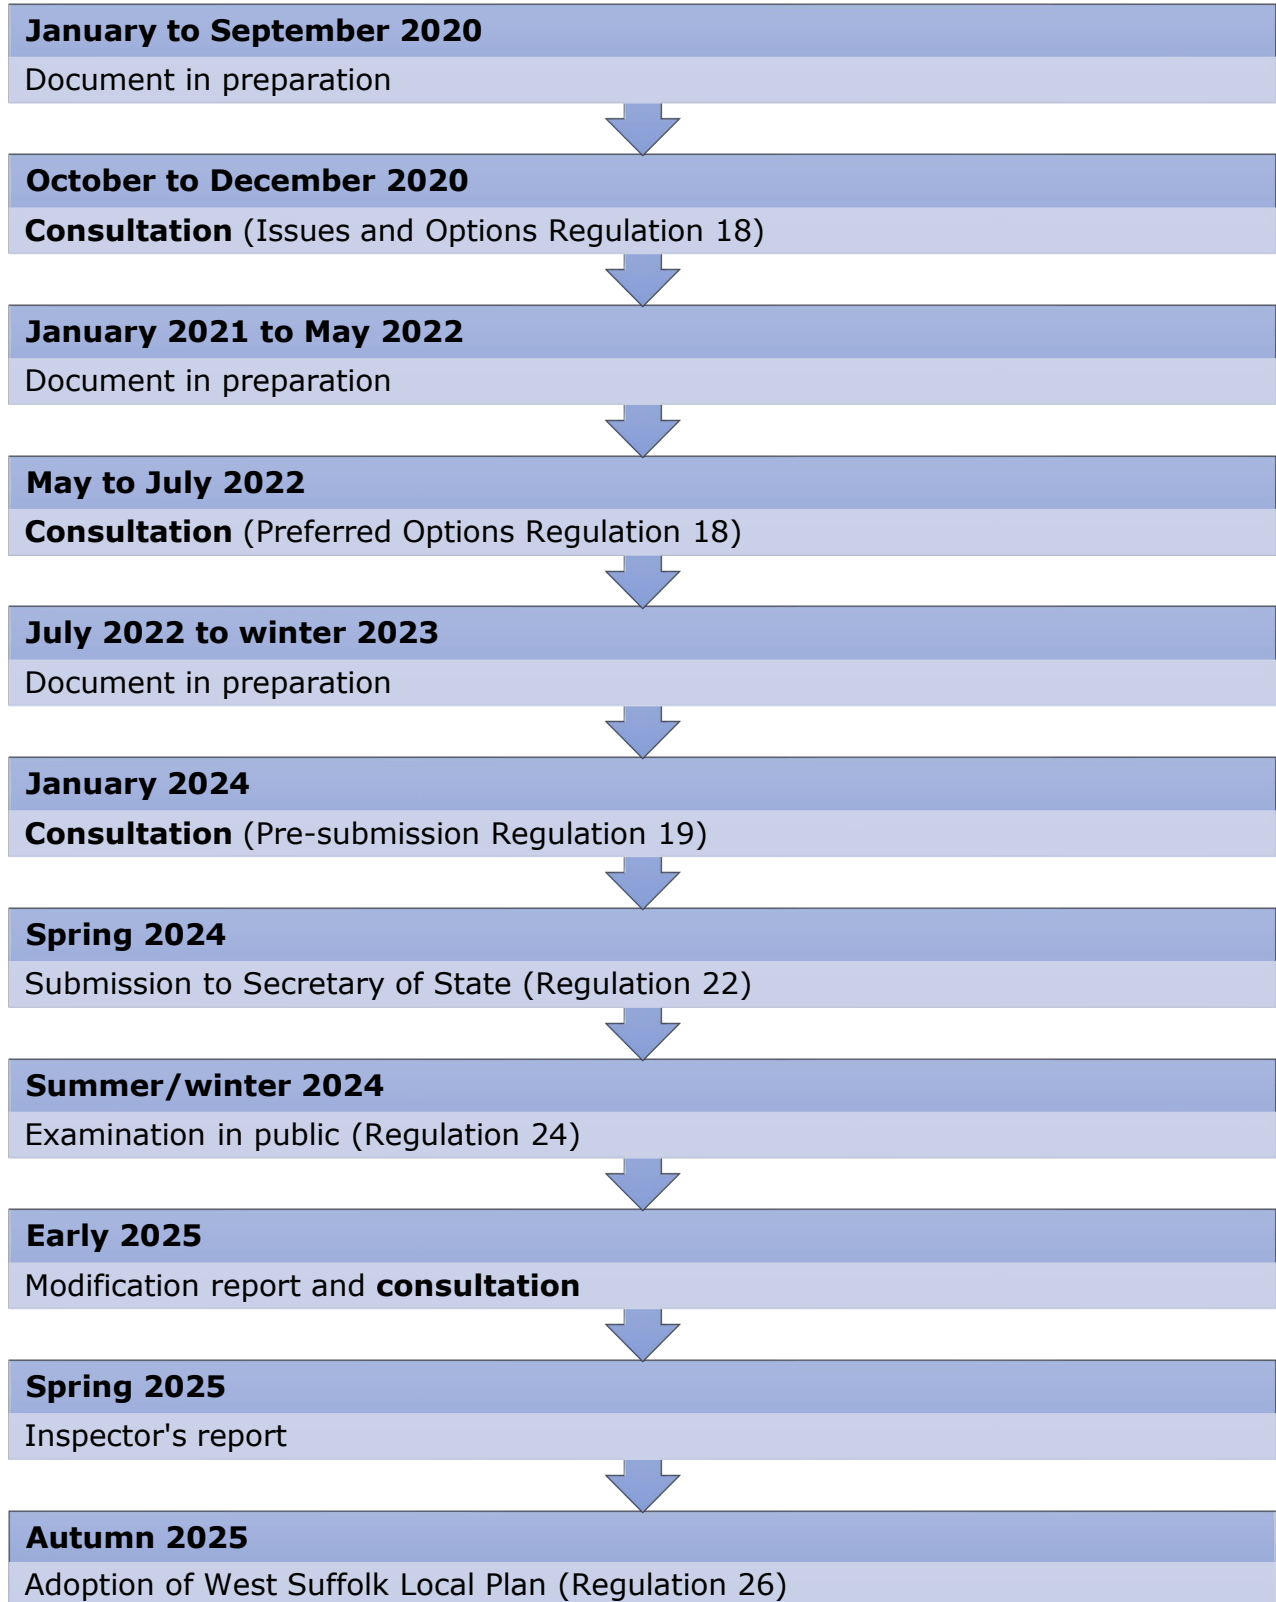 January to September 2020
Document in preparation
October to December 2020
Consultation (Issues and Options Regulation 18)
January 2021 to May 2022
Document in preparation
May to July 2022
Consultation (Preferred Options Regulation 18)
July 2022 to winter 2023
Document in preparation
January 2024
Consultation (Pre-submission Regulation 19)
Spring 2024
Submission to Secretary of State (Regulation 22)
Summer/winter 2024
Examination in public (Regulation 24)
Early 2025
Modification report and consultation
Spring 2025
Inspector's report
Autumn 2025
Adoption of West Suffolk Local Plan (Regulation 26)